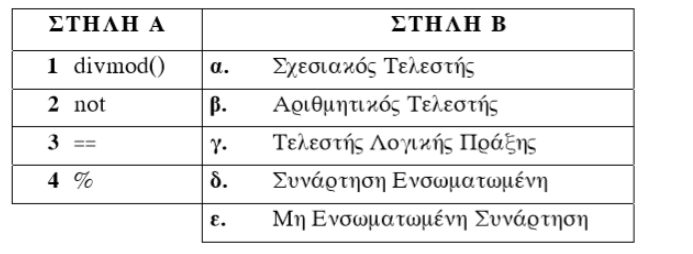 ΣΤΗΛΗ Α ΣΤΗΛΗ Β
1 divmod() α. Σχεσιακός Τελεστής
2 not β. Αριθμητικός Τελεστής
3 == γ. Τελεστής Λογικής Πράξης
4 % δ. Συνάρτηση Ενσωματωμένη
ε. Μη Ενσωματωμένη Συνάρτηση